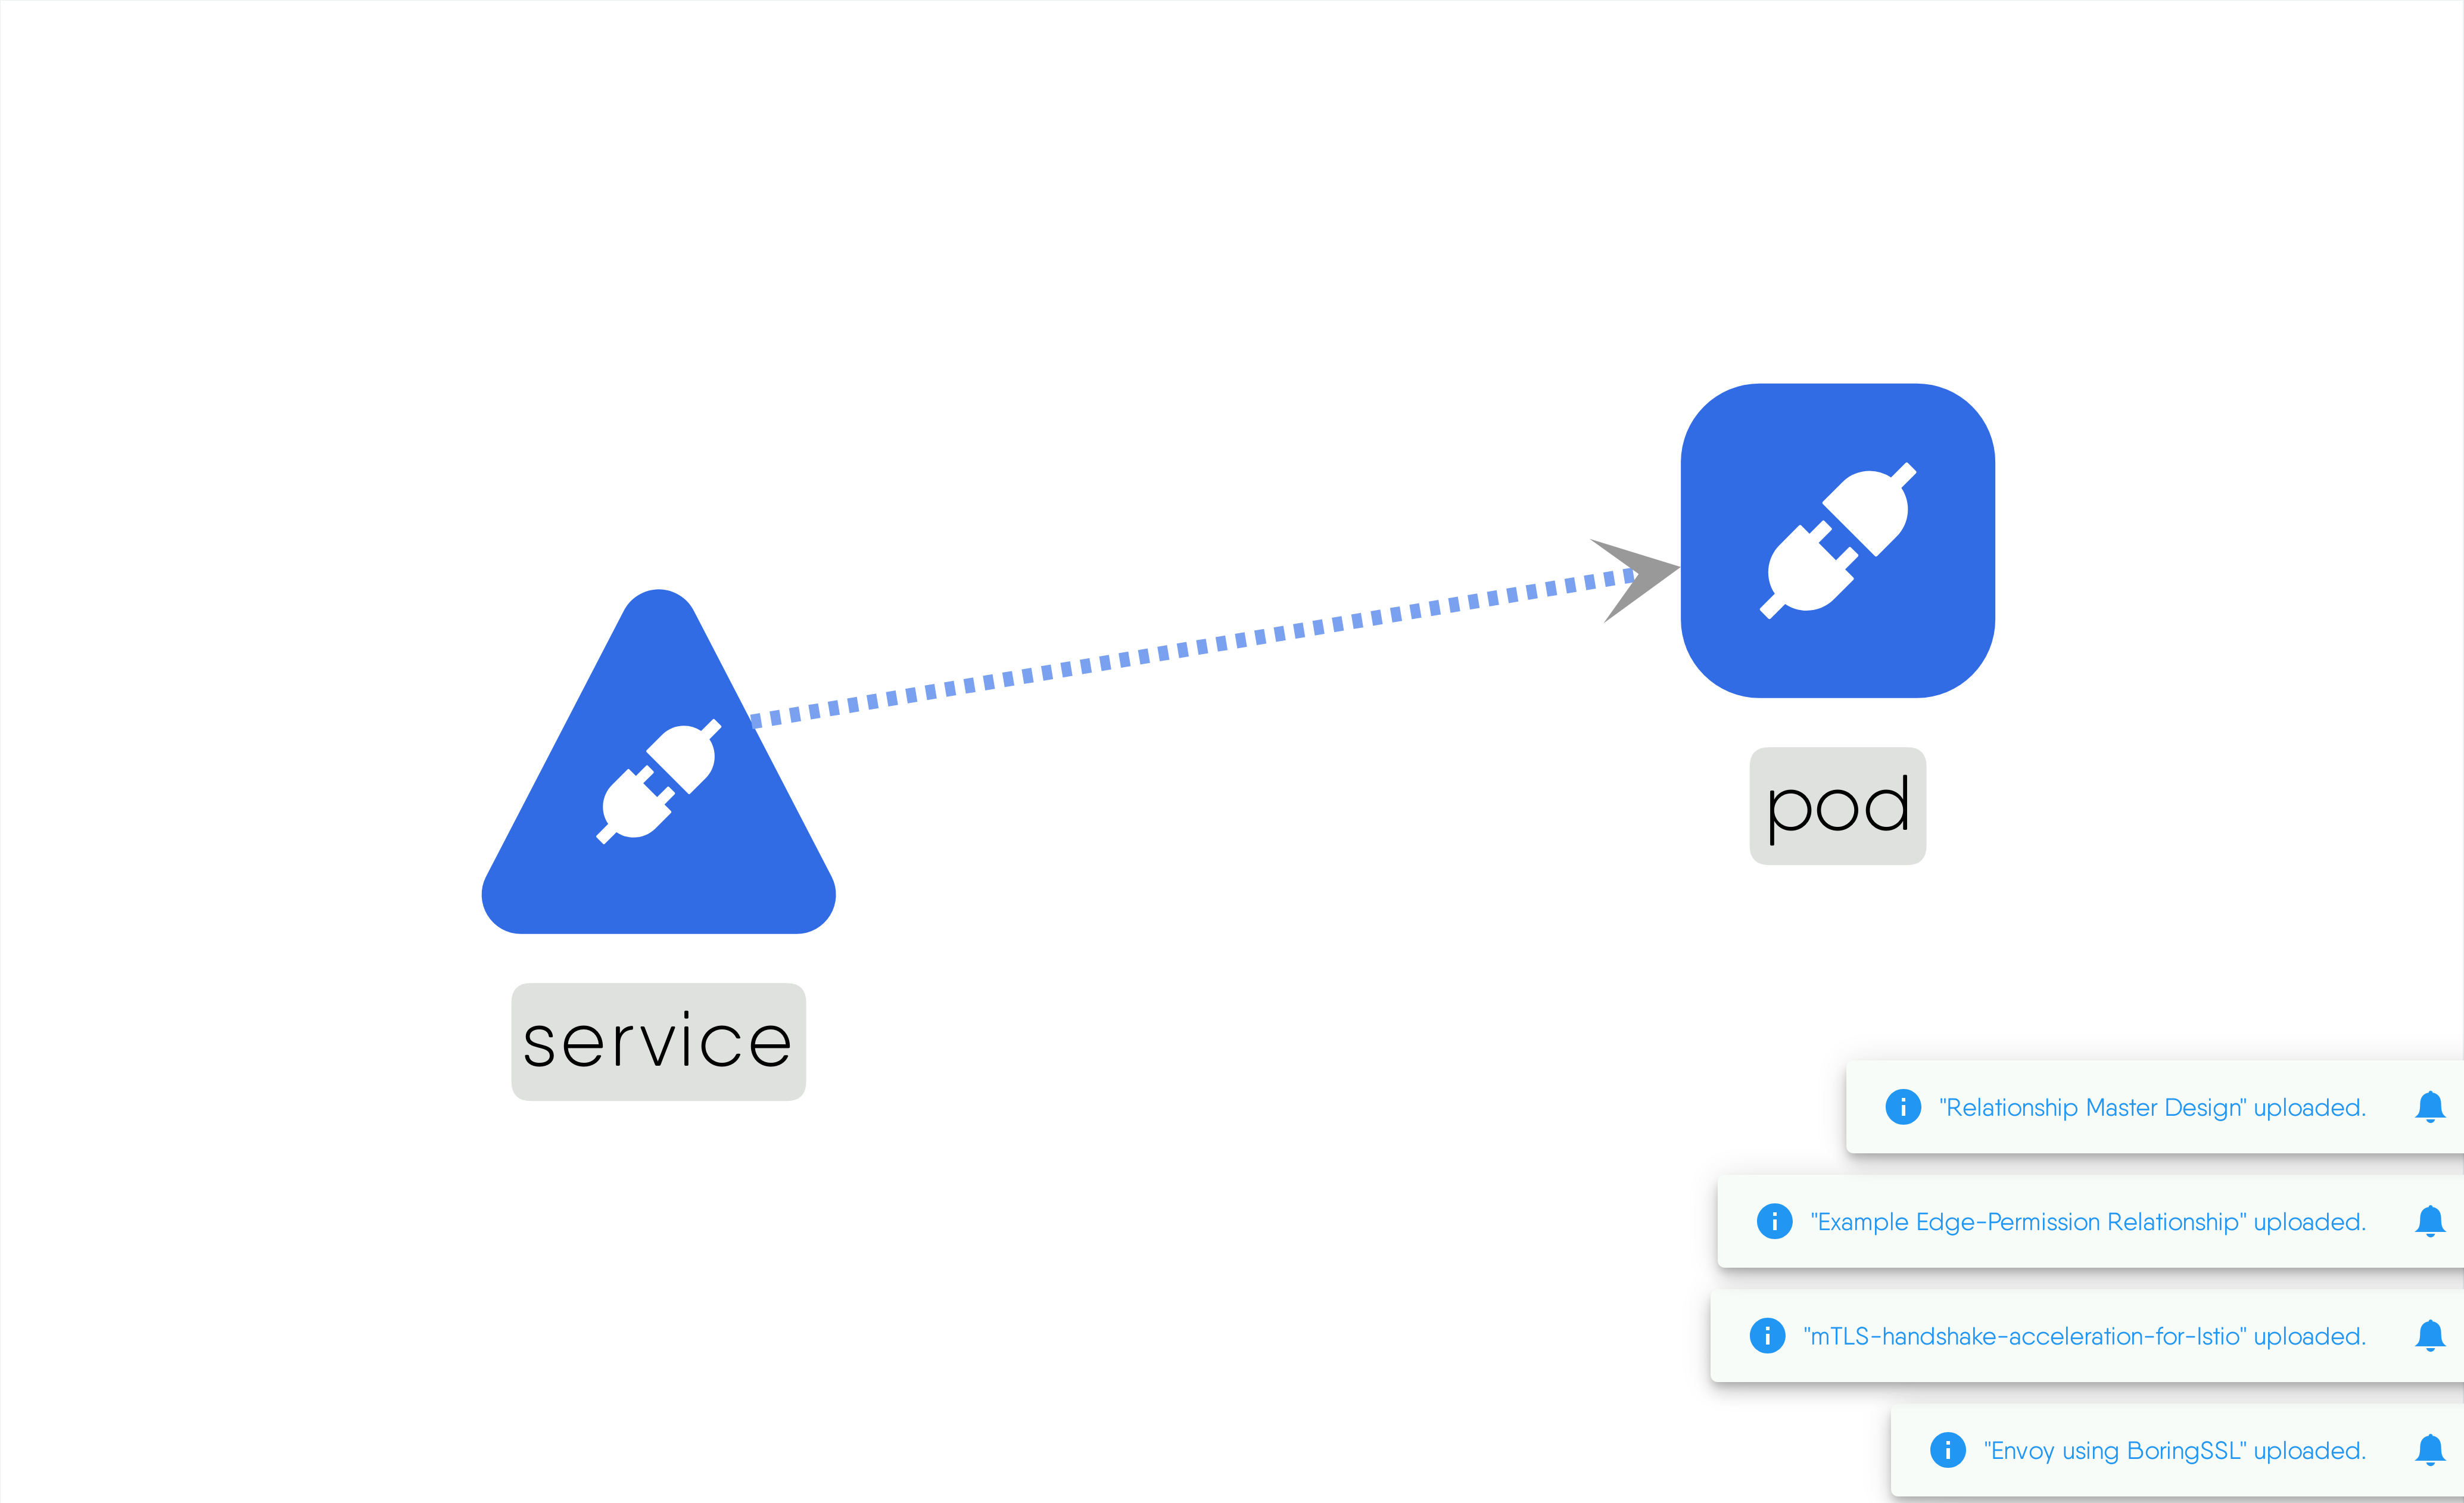 pod
service
"Relationship Master Design" uploaded.
"Example Edge-Permission Relationship" uploaded.
"mTLS-handshake-acceleration-for-Istio" uploaded.
"Envoy using BoringSSL" uploaded.